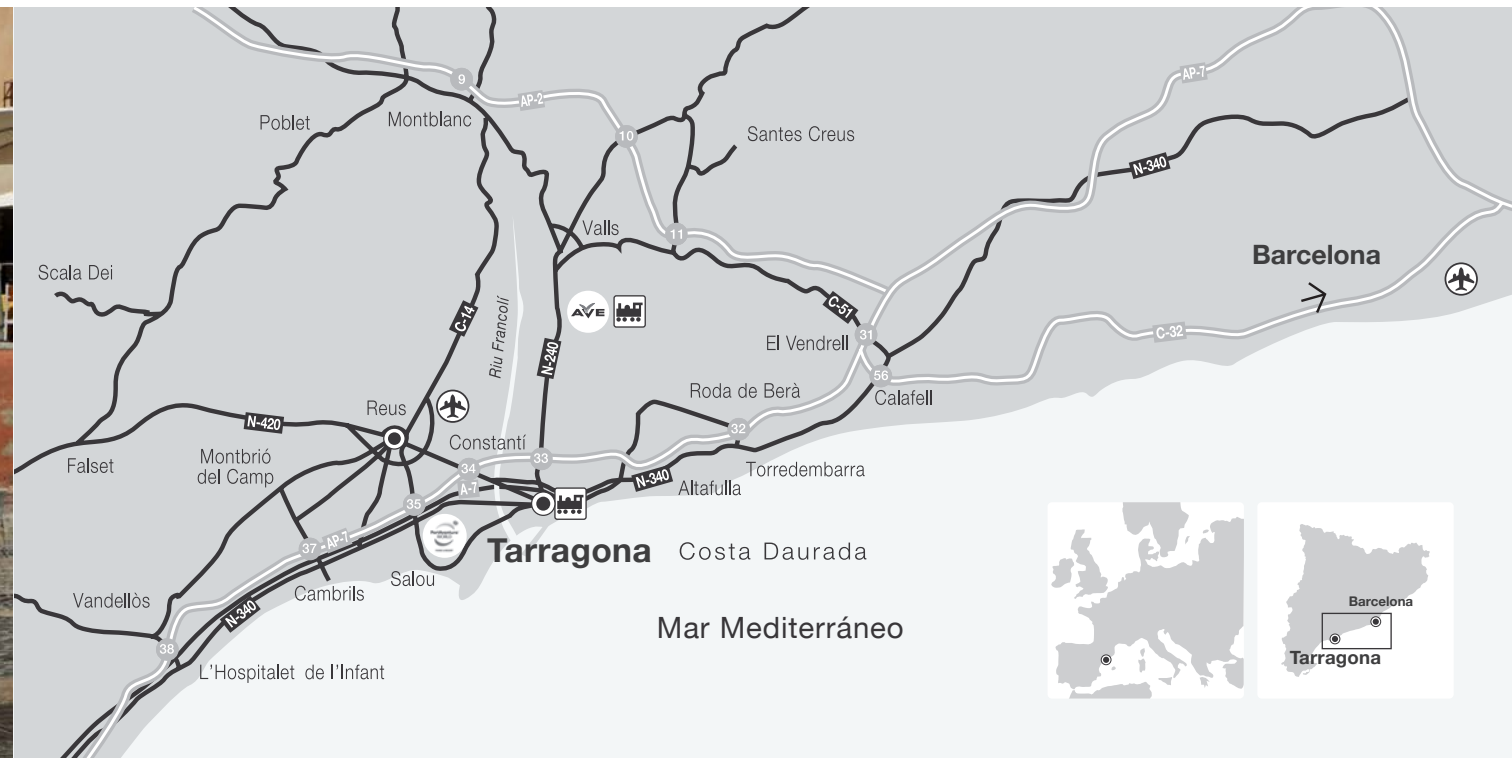 9
AP-2
AP-7
Poblet
Montblanc
10
Santes Creus
N-340
Valls
11
Barcelona
Scala Dei
C-14
Riu Francolí
AVE
C-51
N-240
El Vendrell
31
C-32
56
Roda de Berà
Calafell
Reus
N-420
32
Falset
Montbrió
del Camp
Constantí
34
33
A-7
N-340
Torredembarra
Altafulla
35
PortAventura
WORLD
37
AP-7
Tarragona
Costa Daurada
Salou
Cambrils
Vandellòs
N-340
Mar Mediterráneo
38
L'Hospitalet de l'Infant
Barcelona
Tarragona